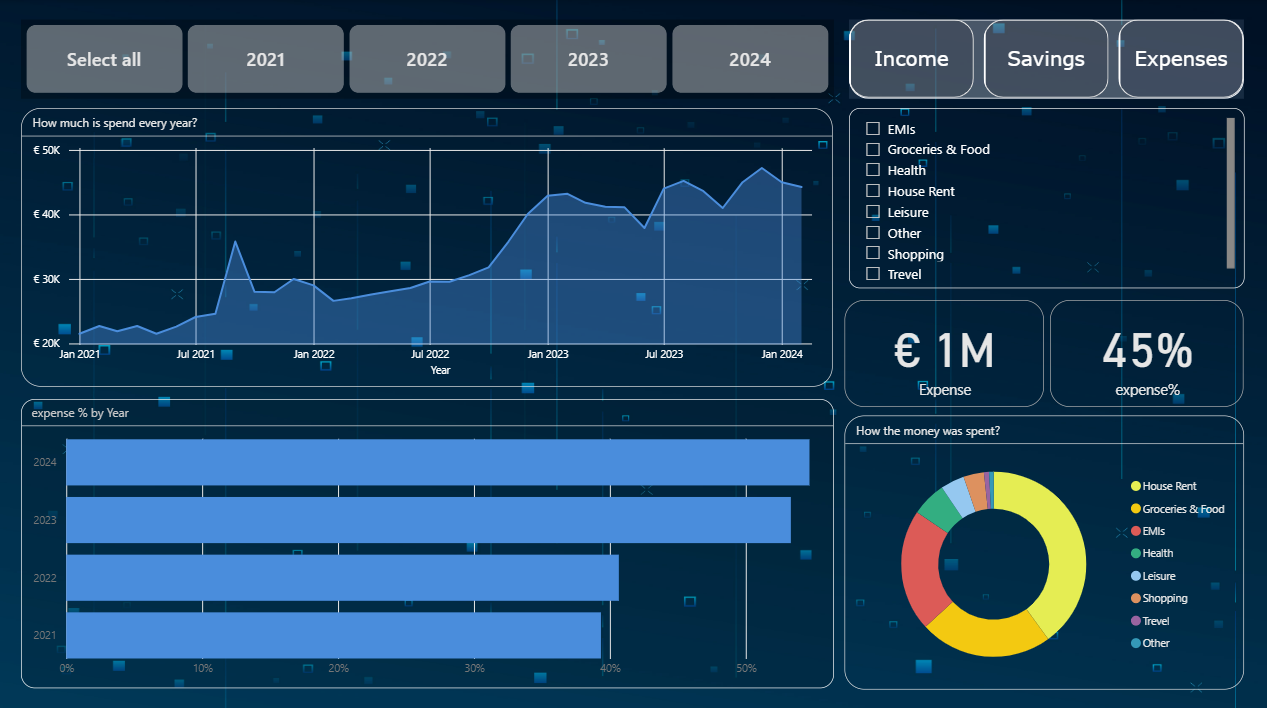 Select all
2021
2022
2023
2024
Income
Savings
Expenses
How much is spend every year?
€ 50K
€ 40K
€ 30K
€ 20K
Jan 2021
Jul 2021
Jan 2022
Jul 2022
Jan 2023
Jul 2023
Jan 2024
Year
EMIs
Groceries & Food
Health
House Rent
Leisure
Other
Shopping
Trevel
€ 1M
Expense
45%
expense%
expense % by Year
2024
2023
2022
2021
0%
10%
20%
30%
40%
50%
How the money was spent?
House Rent
Groceries & Food
EMIs
Health
Leisure
Shopping
Trevel
Other